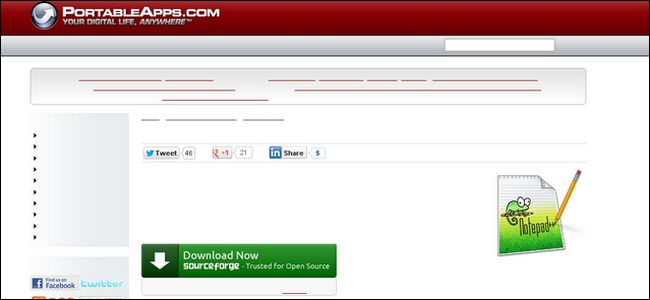 PORTABLEAPPS.COM
YOUR DIGITAL LIFE, ANYWHERE™
Tweet 46 +1 21 Share 5
Notepad++
Download Now
sourceforge - Trusted for Open Source
Find us on
Facebook twitter